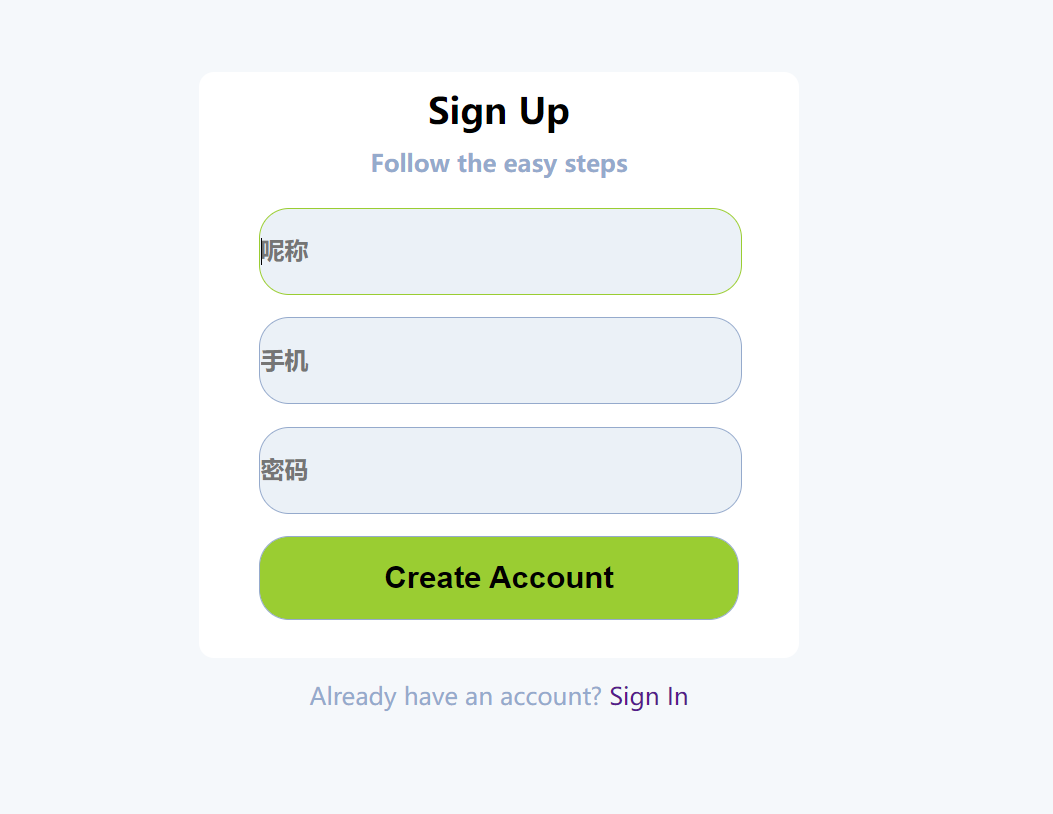 Sign Up
Follow the easy steps
呢称
手机
密码
Create Account
Already have an account? Sign In